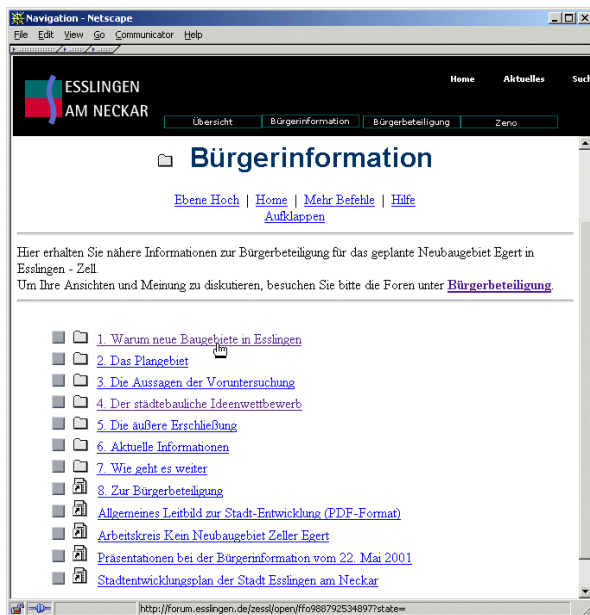 Navigation - Netscape
File Edit View Go Communicator Help
ESSLINGEN
AM NECKAR
Home Aktuelles Such
Übersicht Bürgerinformation Bürgerbeteiligung Zeno
Bürgerinformation
Ebene Hoch | Home | Mehr Befehle | Hilfe
Aufklappen
Hier erhalten Sie nähere Informationen zur Bürgerbeteiligung für das geplante Neubaugebiet Egert in
Esslingen - Zell.
Um Ihre Ansichten und Meinung zu diskutieren, besuchen Sie bitte die Foren unter Bürgerbeteiligung.
1. Warum neue Baugebiete in Esslingen
2. Das Plangebiet
3. Die Aussagen der Voruntersuchung
4. Der städtebauliche Ideenwettbewerb
5. Die äußere Erschließung
6. Aktuelle Informationen
7. Wie geht es weiter
8. Zur Bürgerbeteiligung
Allgemeines Leitbild zur Stadt-Entwicklung (PDF-Format)
Arbeitskreis Kein Neubaugebiet Zeller Egert
Präsentationen bei der Bürgerinformation vom 22. Mai 2001
Stadtentwicklungsplan der Stadt Esslingen am Neckar
http://forum.esslingen.de/zessl/open/ffo988792534897?state=